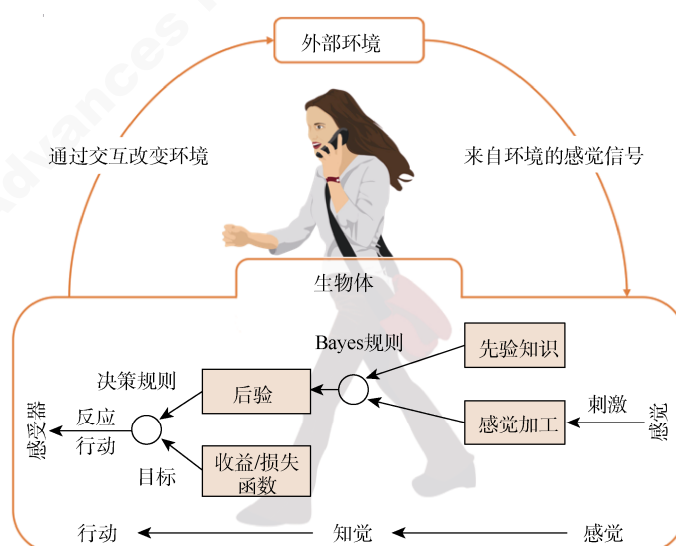 外部环境
通过交互改变环境
来自环境的感觉信号
生物体
Bayes规则
先验知识
决策规则
后验
感觉加工
刺激
感觉
感受器
反应
行动
目标
收益/损失
函数
行动
知觉
感觉
Advances